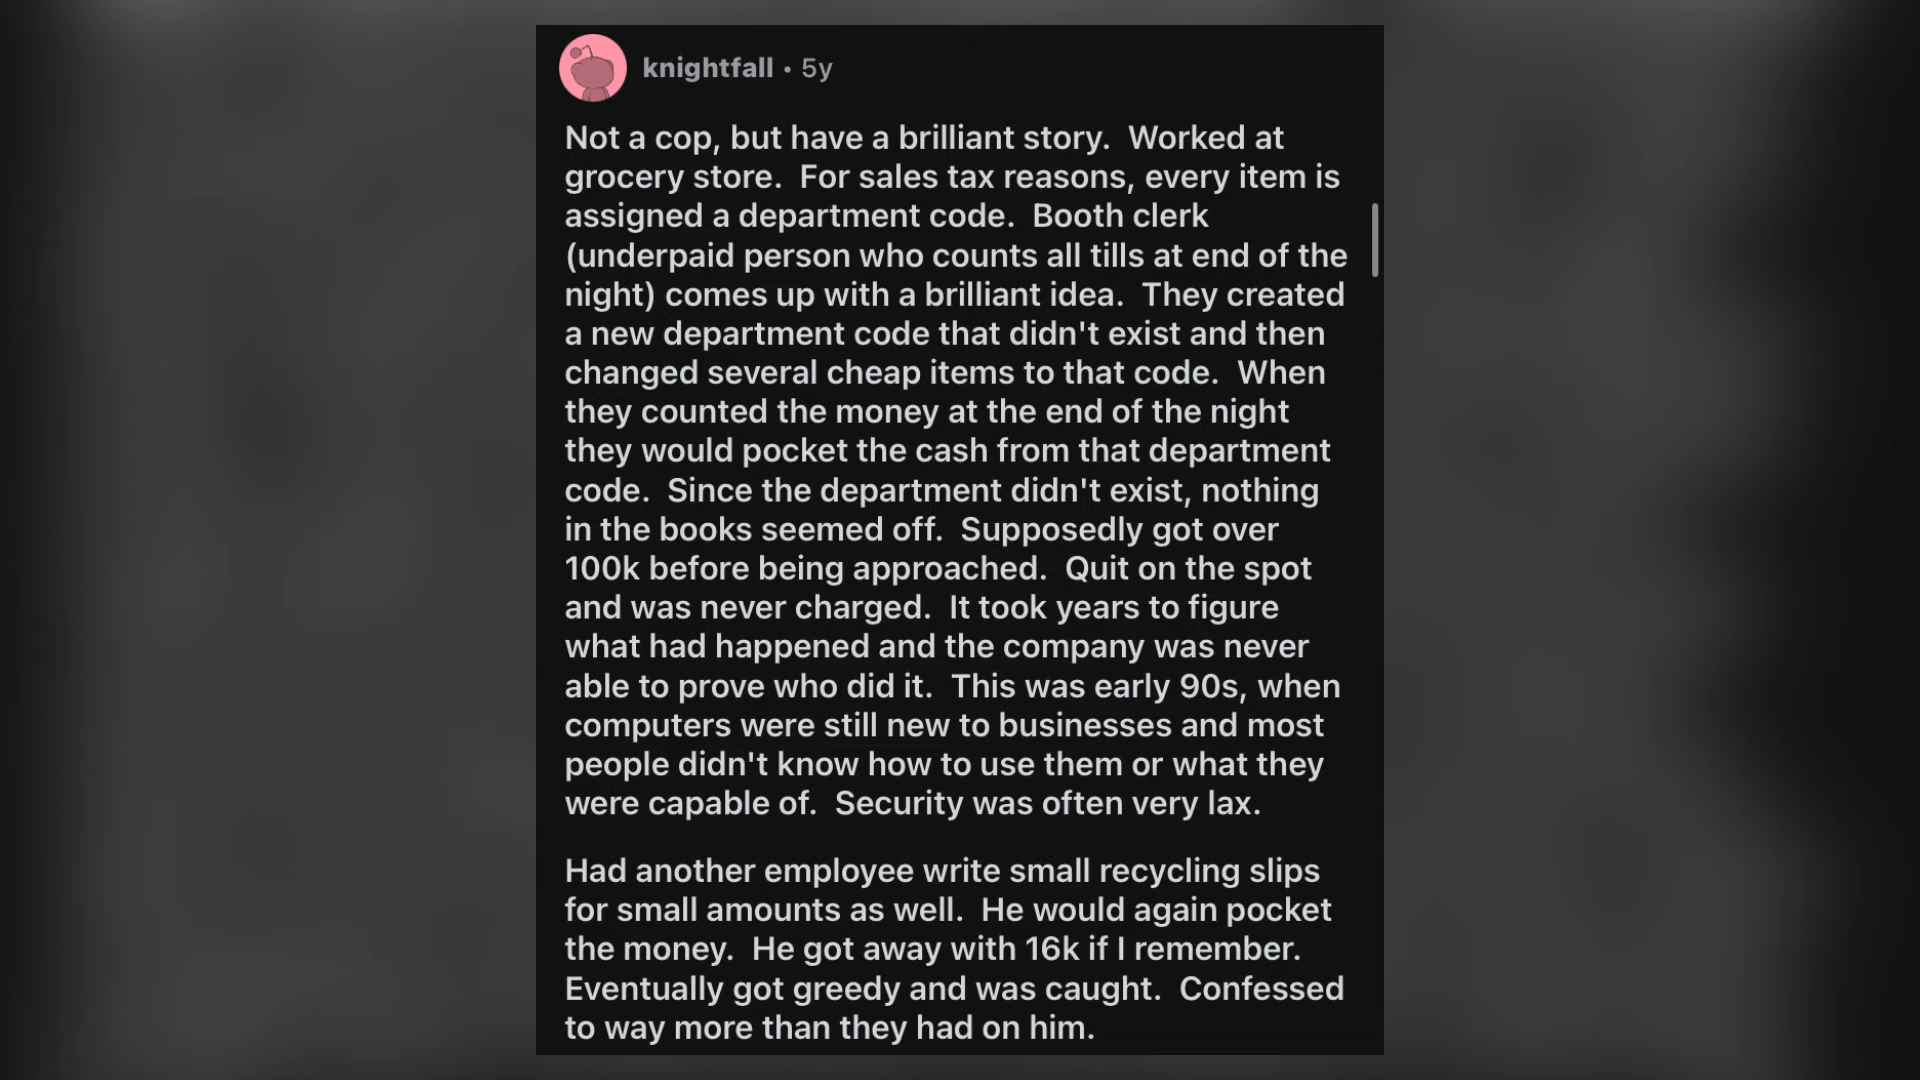 knightfall • 5y
Not a cop, but have a brilliant story.  Worked at
grocery store.  For sales tax reasons, every item is
assigned a department code.  Booth clerk
(underpaid person who counts all tills at end of the
night) comes up with a brilliant idea.  They created
a new department code that didn't exist and then
changed several cheap items to that code.  When
they counted the money at the end of the night
they would pocket the cash from that department
code.  Since the department didn't exist, nothing
in the books seemed off.  Supposedly got over
100k before being approached.  Quit on the spot
and was never charged.  It took years to figure
what had happened and the company was never
able to prove who did it.  This was early 90s, when
computers were still new to businesses and most
people didn't know how to use them or what they
were capable of.  Security was often very lax.
Had another employee write small recycling slips
for small amounts as well.  He would again pocket
the money.  He got away with 16k if I remember.
Eventually got greedy and was caught.  Confessed
to way more than they had on him.